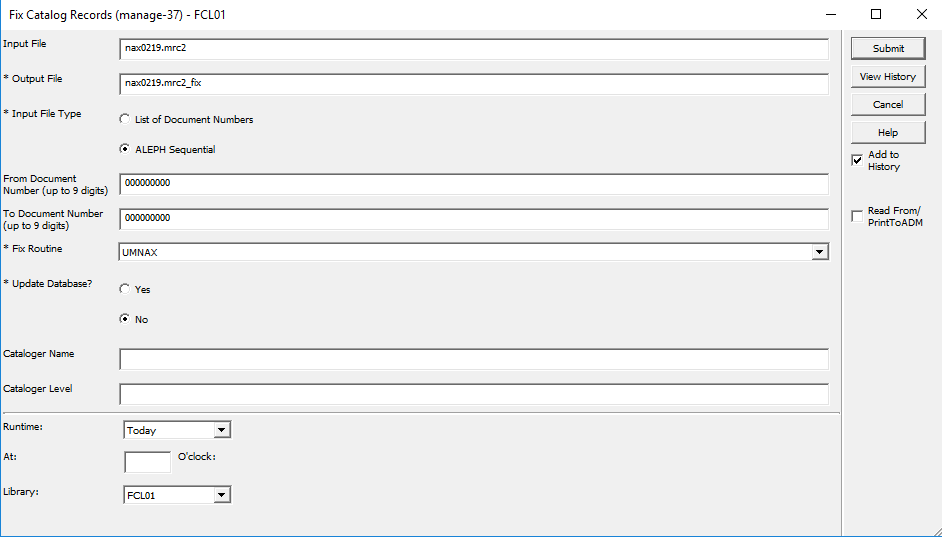 Fix Catalog Records (manage-37) - FCL01
Input File
nax0219.mrc2
* Output File
nax0219.mrc2_fix
* Input File Type
List of Document Numbers
ALEPH Sequential
From Document
Number (up to 9 digits)
000000000
To Document Number
(up to 9 digits)
000000000
* Fix Routine
UMNAX
* Update Database?
Yes
No
Cataloger Name
Cataloger Level
Runtime:
Today
At:
O'clock:
Library:
FCL01
Submit
View History
Cancel
Help
Add to
History
Read From/
PrintToADM